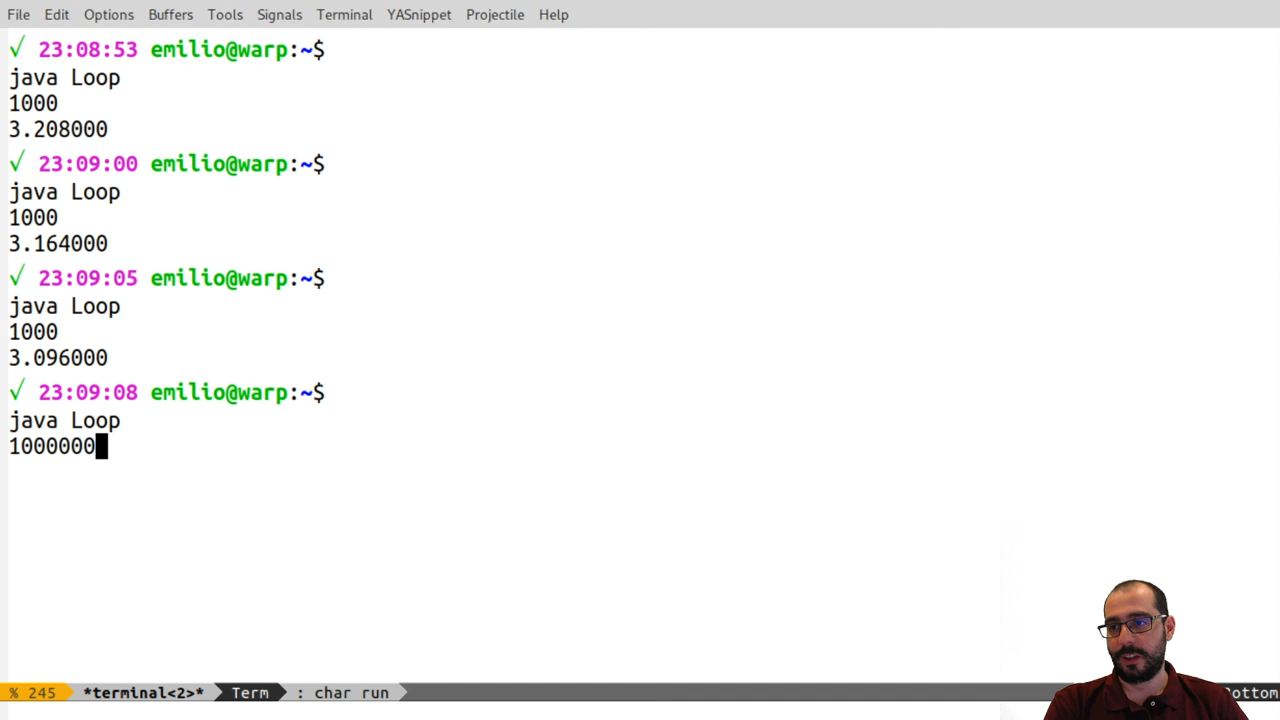 File Edit Options Buffers Tools Signals Terminal YASnippet Projectile Help
✓ 23:08:53 emilio@warp:~$
java Loop
1000
3.208000
✓ 23:09:00 emilio@warp:~$
java Loop
1000
3.164000
✓ 23:09:05 emilio@warp:~$
java Loop
1000
3.096000
✓ 23:09:08 emilio@warp:~$
java Loop
1000000
% 245 *terminal<2>* Term : char run ottom